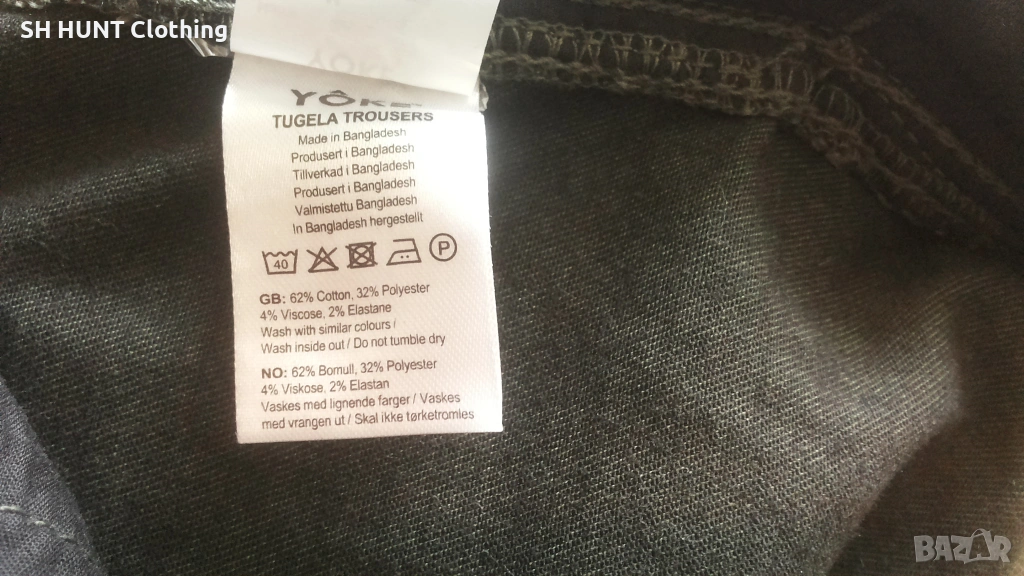 SH HUNT Clothing
TUGELA TROUSERS
Made in Bangladesh
Produsert i Bangladesh
Tillverkad i Bangladesh
Produsert i Bangladesh
Valmistettu Bangladesh
In Bangladesh hergestellt
40 P
GB: 62% Cotton, 32% Polyester
4% Viscose, 2% Elastane
Wash with similar colours /
Wash inside out / Do not tumble dry
NO: 62% Bomull, 32% Polyester
4% Viskose, 2% Elastan
Vaskes med lignende farger / Vaskes
med vrangen ut / Skal ikke tørketromles
BAZAR